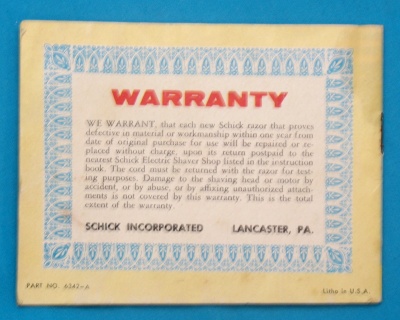 WARRANTY
WE WARRANT, that each new Schick razor that proves
defective in material or workmanship within one year from
date of original purchase for use will be repaired or re-
placed without charge, upon its return postpaid to the
nearest Schick Electric Shaver Shop listed in the instruction
book. The cord must be returned with the razor for test-
ing purposes. Damage to the shaving head or motor by
accident, or by abuse, or by affixing unauthorized attach-
ments is not covered by this warranty. This is the total
extent of the warranty.
SCHICK INCORPORATED LANCASTER, PA.
PART NO. Litho in U.S.A.